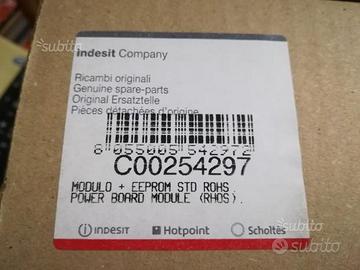 subito
indesit Company
Ricambi originali
Genuine spare-parts
Original Ersatzteile
Pièces détachées d'origine
8 055005 542972
C00254297
MODULO + EEPROM STD ROHS.
POWER BOARD MODULE (RHOS).
indesit
Hotpoint
Scholtès
subito
subito